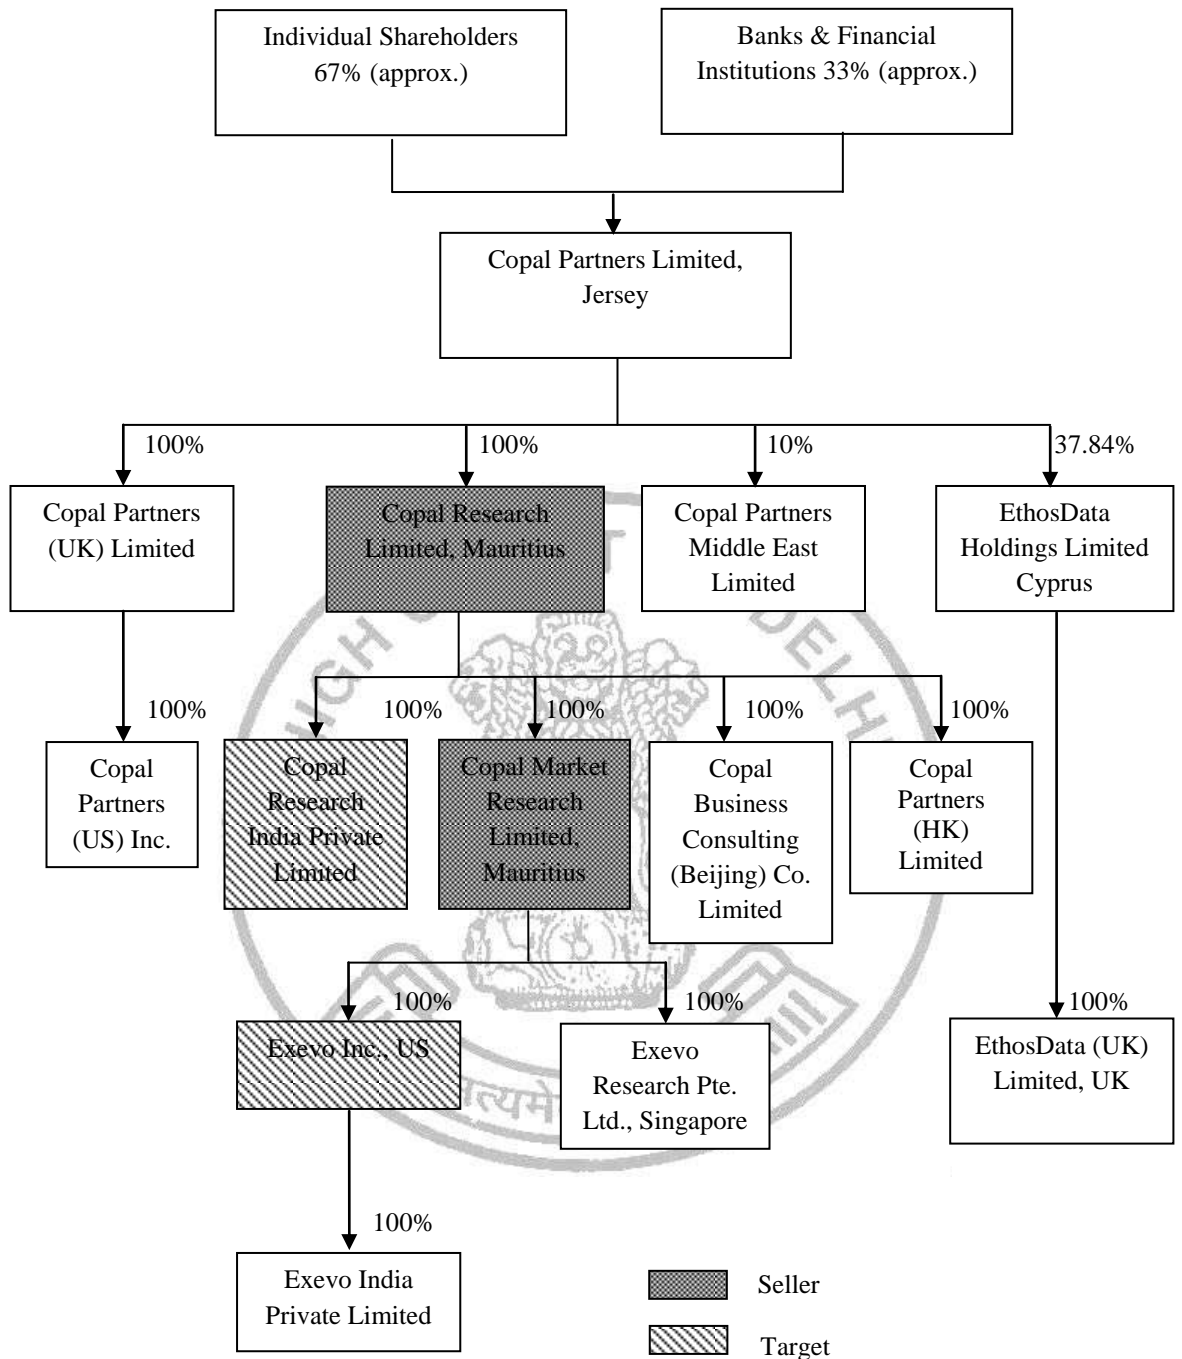 Individual Shareholders
67% (approx.)
Banks & Financial
Institutions 33% (approx.)
Copal Partners Limited,
Jersey
100%
100%
10%
37.84%
Copal Partners
(UK) Limited
Copal Research
Limited, Mauritius
Copal Partners
Middle East
Limited
EthosData
Holdings Limited
Cyprus
100%
100%
100%
100%
100%
Copal
Partners
(US) Inc.
Copal
Research
India Private
Limited
Copal Market
Research
Limited,
Mauritius
Copal
Business
Consulting
(Beijing) Co.
Limited
Copal
Partners
(HK)
Limited
100%
100%
100%
Exevo Inc., US
Exevo
Research Pte.
Ltd., Singapore
EthosData (UK)
Limited, UK
100%
Exevo India
Private Limited
Seller
Target